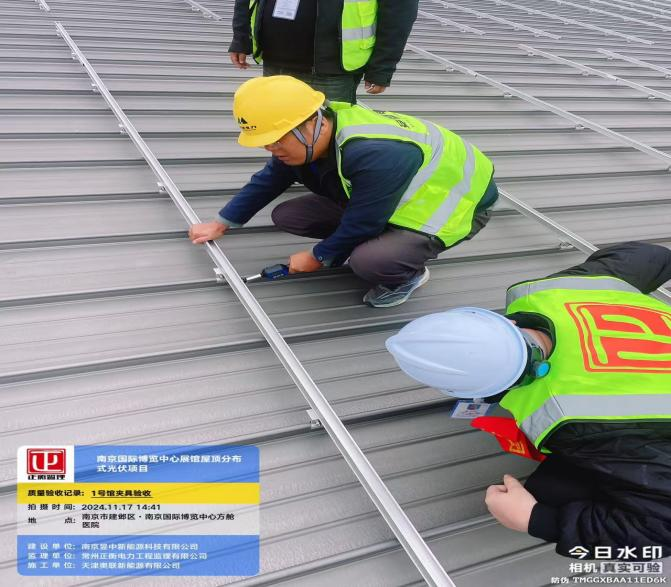 正衡监理
南京国际博览中心展馆屋顶分布
式光伏项目
质量验收记录：1号馆夹具验收
拍 摄 时 间：2024.11.17 14:41
地 点：南京市建邺区·南京国际博览中心方舱
医院
建 设 单 位：南京昱中新能源科技有限公司
监 理 单 位：常州正衡电力工程监理有限公司
施 工 单 位：天津奥联新能源有限公司
今日水印
相机 真实可验
防伪 TMGGXBAA11EDSK